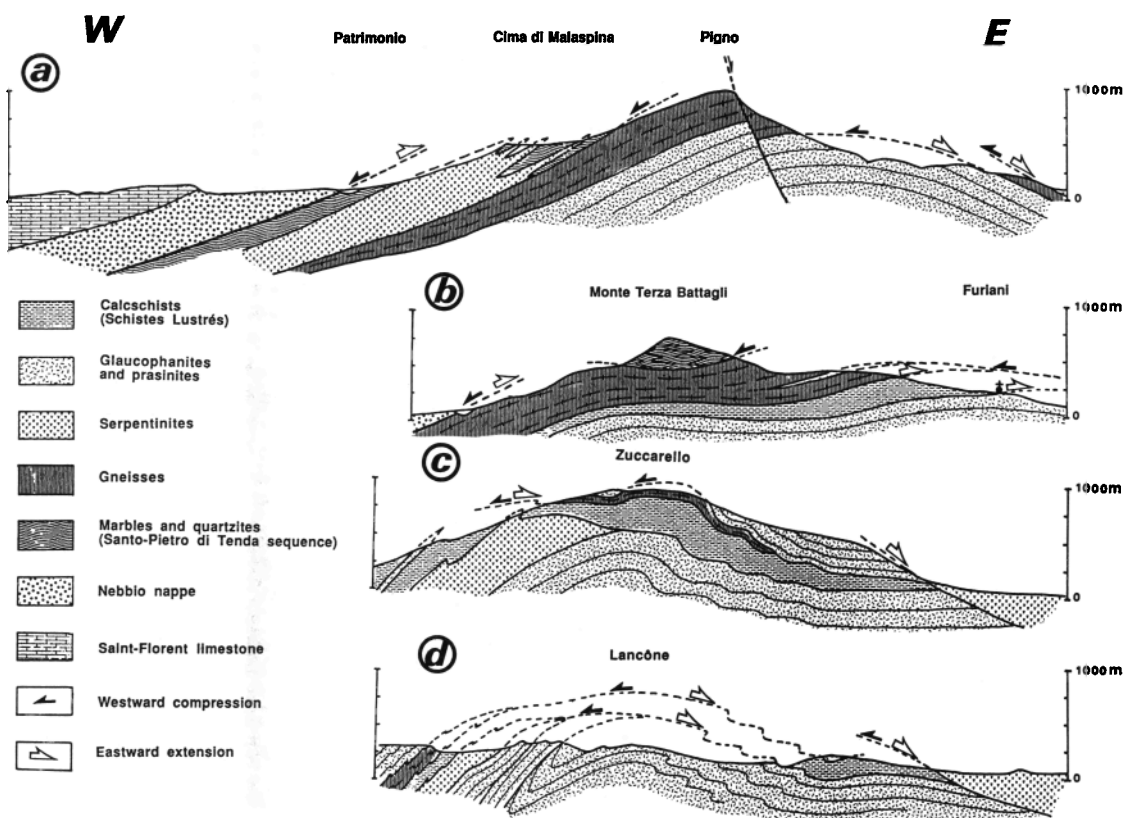 W
E
Patrimonio
Cima di Malaspina
Pigno
a
1000m
0
b
Monte Terza Battagli
Furiani
1000m
0
Calcschists
(Schistes Lustrés)
Glaucophanites
and prasinites
Serpentinites
Gneisses
Marbles and quartzites
(Santo-Pietro di Tenda sequence)
Nebbio nappe
Saint-Florent limestone
Westward compression
Eastward extension
c
Zuccarello
1000m
0
d
Lancône
1000m
0